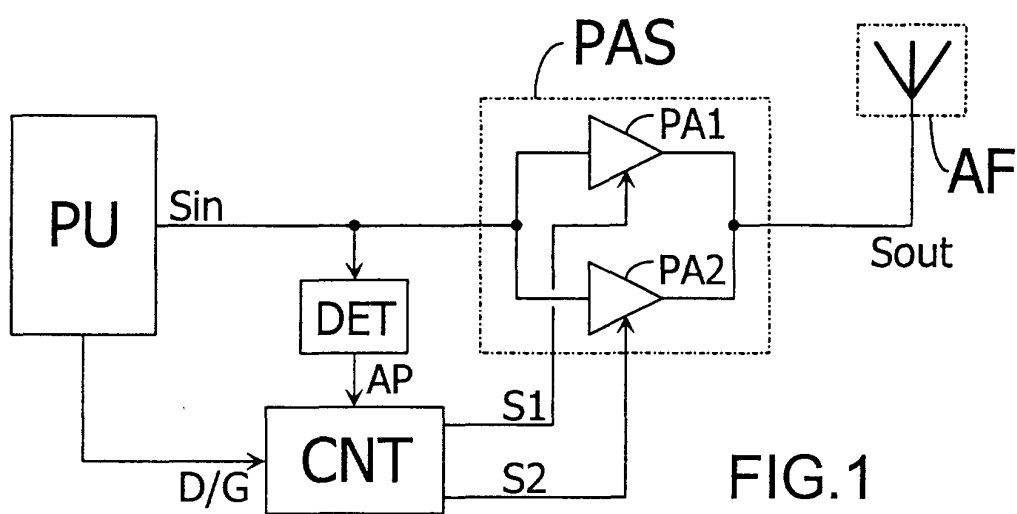 PAS
PA1
AF
PU
Sin
Sout
PA2
DET
AP
S1
CNT
D/G
S2
FIG.1